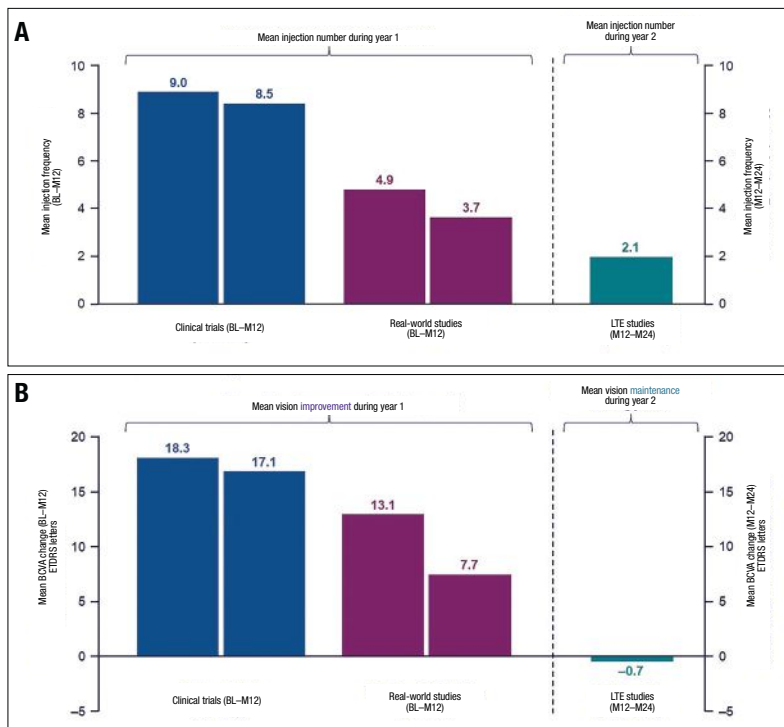 A
Mean injection number during year 1
Mean injection number
during year 2
Mean injection frequency
(BL–M12)
10
8
6
4
2
0
9.0
8.5
4.9
3.7
2.1
10
8
6
4
2
0
Mean injection frequency
(M12–M24)
Clinical trials (BL–M12)
Real-world studies
(BL–M12)
LTE studies
(M12–M24)
B
Mean vision improvement during year 1
Mean vision maintenance
during year 2
Mean BCVA change (BL–M12)
ETDRS letters
20
15
10
5
0
–5
18.3
17.1
13.1
7.7
–0.7
20
15
10
5
0
–5
Mean BCVA change (M12–M24)
ETDRS letters
Clinical trials (BL–M12)
Real-world studies
(BL–M12)
LTE studies
(M12–M24)